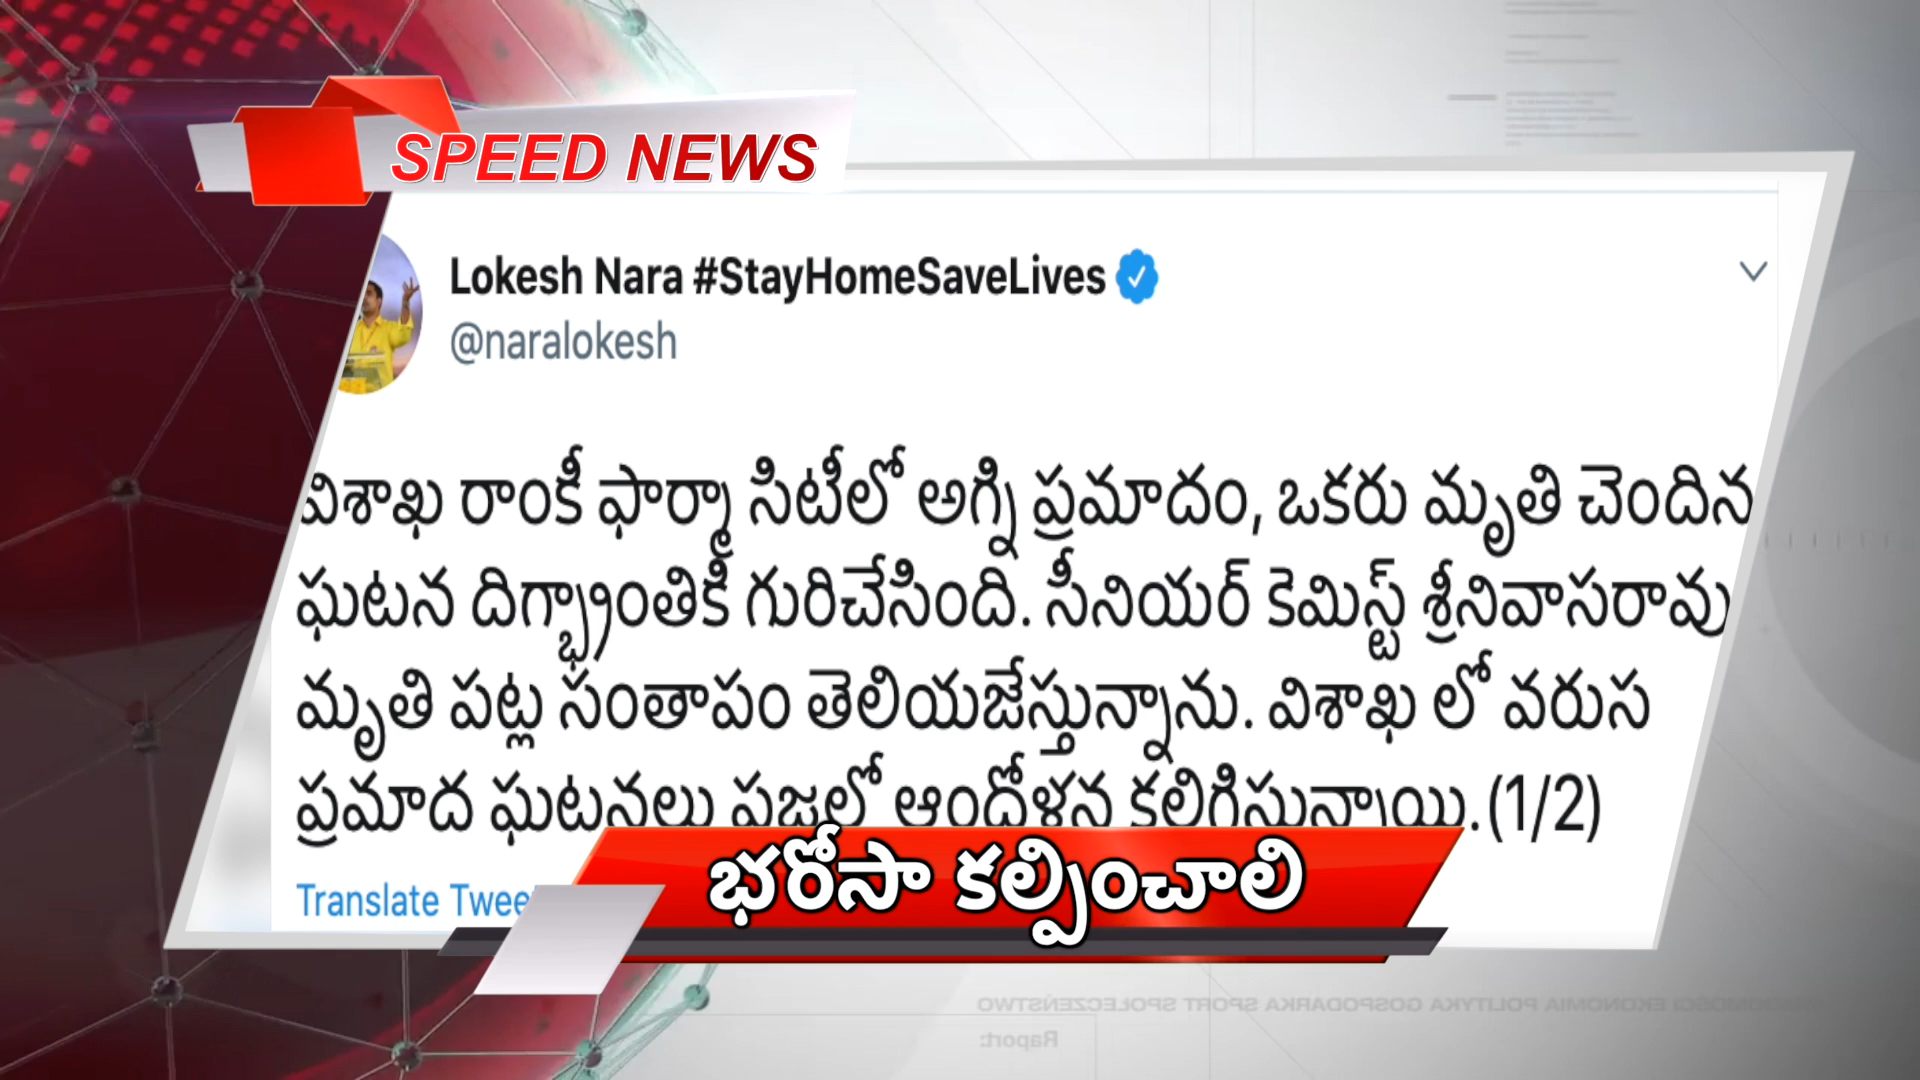 SPEED NEWS
Lokesh Nara #StayHomeSaveLives
@naralokesh
విశాఖ రాంకీ ఫార్మా సిటీలో అగ్ని ప్రమాదం, ఒకరు మృతి చెందిన
ఘటన దిగ్భ్రాంతికి గురిచేసింది. సీనియర్ కెమిస్ట్ శ్రీనివాసరావు
మృతి పట్ల సంతాపం తెలియజేస్తున్నాను. విశాఖ లో వరుస
ప్రమాద ఘటనలు ప్రజల్లో ఆందోళన కలిగిస్తున్నాయి.(1/2)
Translate Twee
భరోసా కల్పించాలి